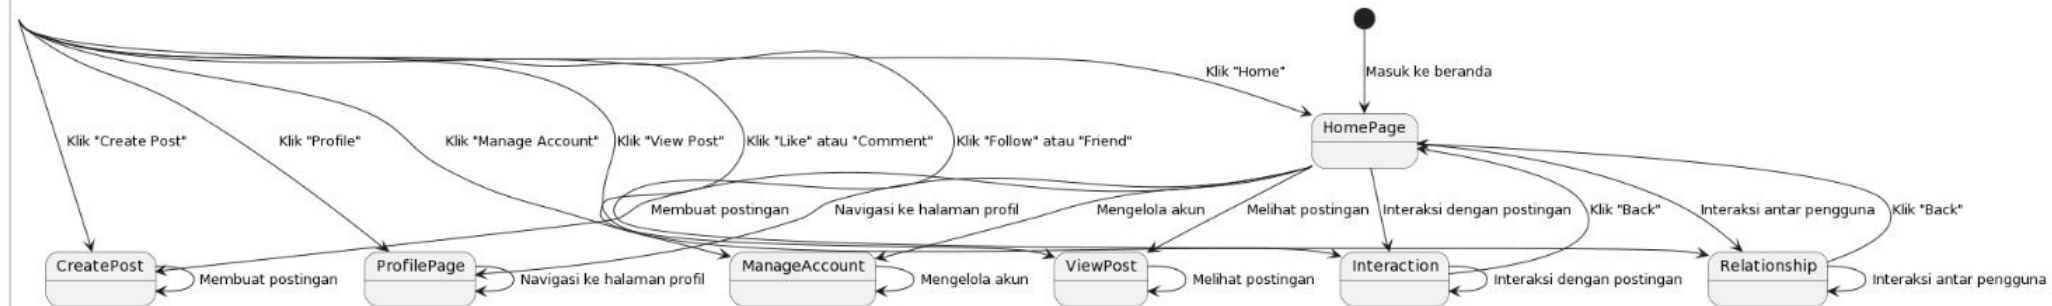 Klik "Home"
Masuk ke beranda
HomePage
Klik "Create Post"
Klik "Profile"
Klik "Manage Account"
Klik "View Post"
Klik "Like" atau "Comment"
Klik "Follow" atau "Friend"
Membuat postingan
Navigasi ke halaman profil
Mengelola akun
Melihat postingan
Interaksi dengan postingan
Klik "Back"
Interaksi antar pengguna
Klik "Back"
CreatePost
Membuat postingan
ProfilePage
Navigasi ke halaman profil
ManageAccount
Mengelola akun
ViewPost
Melihat postingan
Interaction
Interaksi dengan postingan
Relationship
Interaksi antar pengguna